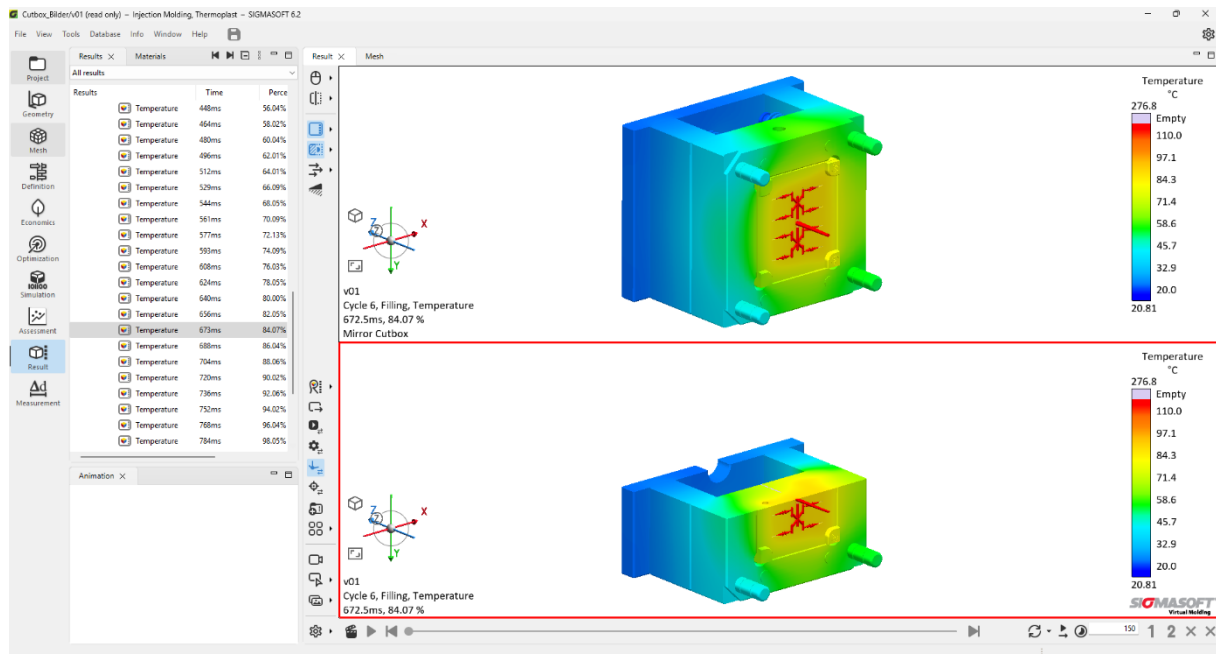 Cutbox_Bilder/v01 (read only) – Injection Molding, Thermoplast – SIGMASOFT 6.2
File View Tools Database Info Window Help
Project
Geometry
Mesh
Definition
Economics
Optimization
Simulation
Assessment
Result
Measurement
Results Materials
All results
Results Time Perce
Temperature 448ms 56.04%
Temperature 464ms 58.02%
Temperature 480ms 60.04%
Temperature 496ms 62.01%
Temperature 512ms 64.01%
Temperature 529ms 66.09%
Temperature 544ms 68.05%
Temperature 561ms 70.09%
Temperature 577ms 72.13%
Temperature 593ms 74.09%
Temperature 608ms 76.03%
Temperature 624ms 78.05%
Temperature 640ms 80.00%
Temperature 656ms 82.05%
Temperature 673ms 84.07%
Temperature 688ms 86.04%
Temperature 704ms 88.06%
Temperature 720ms 90.02%
Temperature 736ms 92.06%
Temperature 752ms 94.02%
Temperature 768ms 96.04%
Temperature 784ms 98.05%
Animation
Result Mesh
Z X
Y
v01
Cycle 6, Filling, Temperature
672.5ms, 84.07 %
Mirror Cutbox
Temperature
°C
276.8
Empty
110.0
97.1
84.3
71.4
58.6
45.7
32.9
20.0
20.81
Z X
Y
v01
Cycle 6, Filling, Temperature
672.5ms, 84.07 %
Temperature
°C
276.8
Empty
110.0
97.1
84.3
71.4
58.6
45.7
32.9
20.0
20.81
SIGMASOFT
Virtual Molding
150 1 2